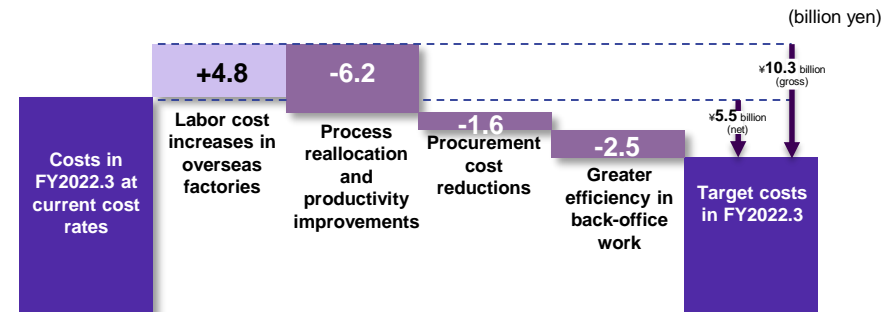 (billion yen)
+4.8
-6.2
¥10.3 billion
(gross)
¥5.5 billion
(net)
Labor cost
increases in
overseas
factories
Process
reallocation
and
productivity
improvements
-1.6
Procurement
cost
reductions
-2.5
Greater
efficiency in
back-office
work
Costs in
FY2022.3 at
current cost
rates
Target costs
in FY2022.3